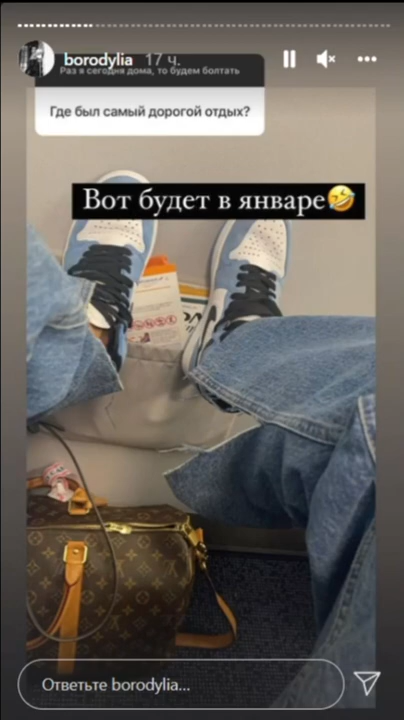 borodylia 17 ч.
Раз я сегодня дома, то будем болтать
Где был самый дорогой отдых?
Вот будет в январе🤣
Ответьте borodylia...